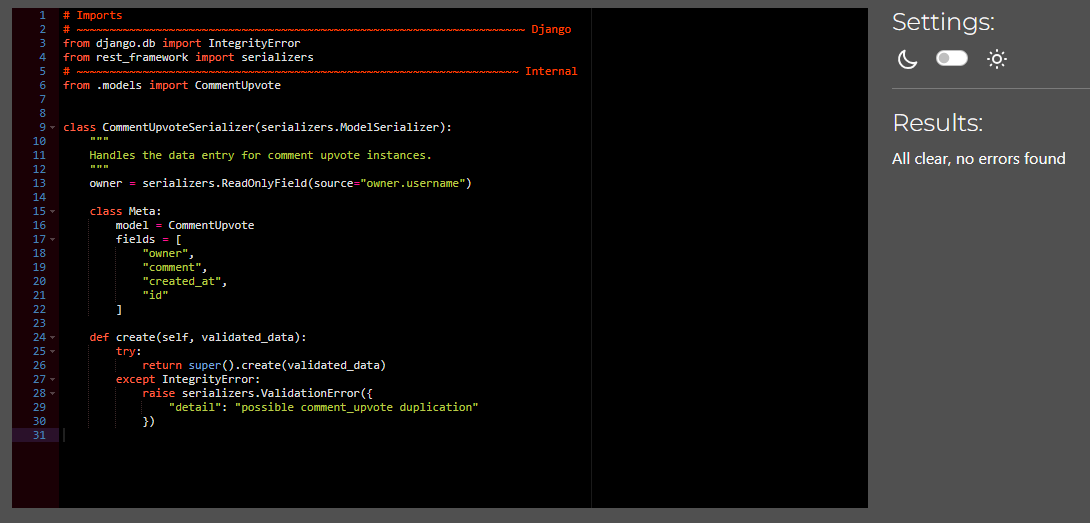 1 # Imports
2 # ~~~~~~~~~~~~~~~~~~~~~~~~~~~~~~~~~~~~~~~~~~~~~~~~~~~~~~~~~~~~~~~~~~~~ Django
3 from django.db import IntegrityError
4 from rest_framework import serializers
5 # ~~~~~~~~~~~~~~~~~~~~~~~~~~~~~~~~~~~~~~~~~~~~~~~~~~~~~~~~~~~~~~~~~~~ Internal
6 from .models import CommentUpvote
7
8
9 class CommentUpvoteSerializer(serializers.ModelSerializer):
10     """
11     Handles the data entry for comment upvote instances.
12     """
13     owner = serializers.ReadOnlyField(source="owner.username")
14
15     class Meta:
16         model = CommentUpvote
17         fields = [
18             "owner",
19             "comment",
20             "created_at",
21             "id"
22         ]
23
24     def create(self, validated_data):
25         try:
26             return super().create(validated_data)
27         except IntegrityError:
28             raise serializers.ValidationError({
29                 "detail": "possible comment_upvote duplication"
30             })
31
Settings:
Results:
All clear, no errors found